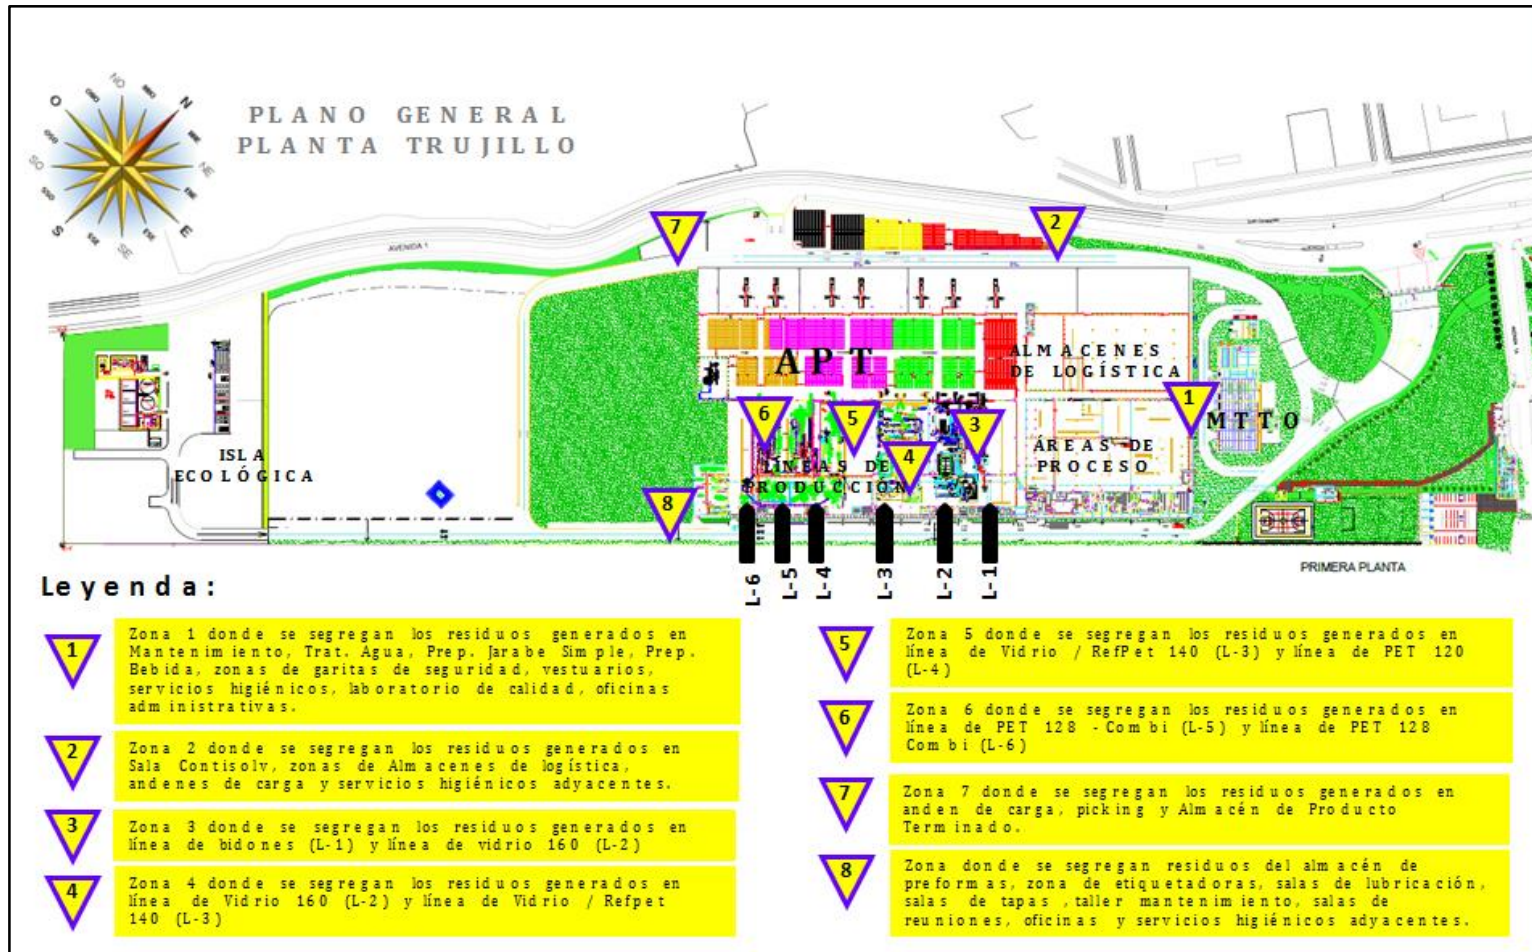 PLANO GENERAL
PLANTA TRUJILLO
NO
N
O
NE
SO
S
SE
E
AVENIDA 1
7
2
APT
ALMACENES
DE LOGÍSTICA
1
MTTO
6
5
3
4
ÁREAS DE
PROCESO
LÍNEAS DE
PRODUCCIÓN
ISLA
ECOLÓGICA
8
L-6
L-5
L-4
L-3
L-2
L-1
PRIMERA PLANTA
Leyenda:
1
Zona 1 donde se segregan los residuos generados en
Mantenimiento, Trat. Agua, Prep. Jarabe Simple, Prep.
Bebida, zonas de garitas de seguridad, vestuarios,
servicios higiénicos, laboratorio de calidad, oficinas
administrativas.
2
Zona 2 donde se segregan los residuos generados en
Sala Contisolv, zonas de Almacenes de logística,
andenes de carga y servicios higiénicos adyacentes.
3
Zona 3 donde se segregan los residuos generados en
línea de bidones (L-1) y línea de vidrio 160 (L-2)
4
Zona 4 donde se segregan los residuos generados en
línea de Vidrio 160 (L-2) y línea de Vidrio / Refpet
140 (L-3)
5
Zona 5 donde se segregan los residuos generados en
línea de Vidrio / RefPet 140 (L-3) y línea de PET 120
(L-4)
6
Zona 6 donde se segregan los residuos generados en
línea de PET 128 - Combi (L-5) y línea de PET 128
Combi (L-6)
7
Zona 7 donde se segregan los residuos generados en
anden de carga, picking y Almacén de Producto
Terminado.
8
Zona donde se segregan residuos del almacén de
preformas, zona de etiquetadoras, salas de lubricación,
salas de tapas ,taller mantenimiento, salas de
reuniones, oficinas y servicios higiénicos adyacentes.